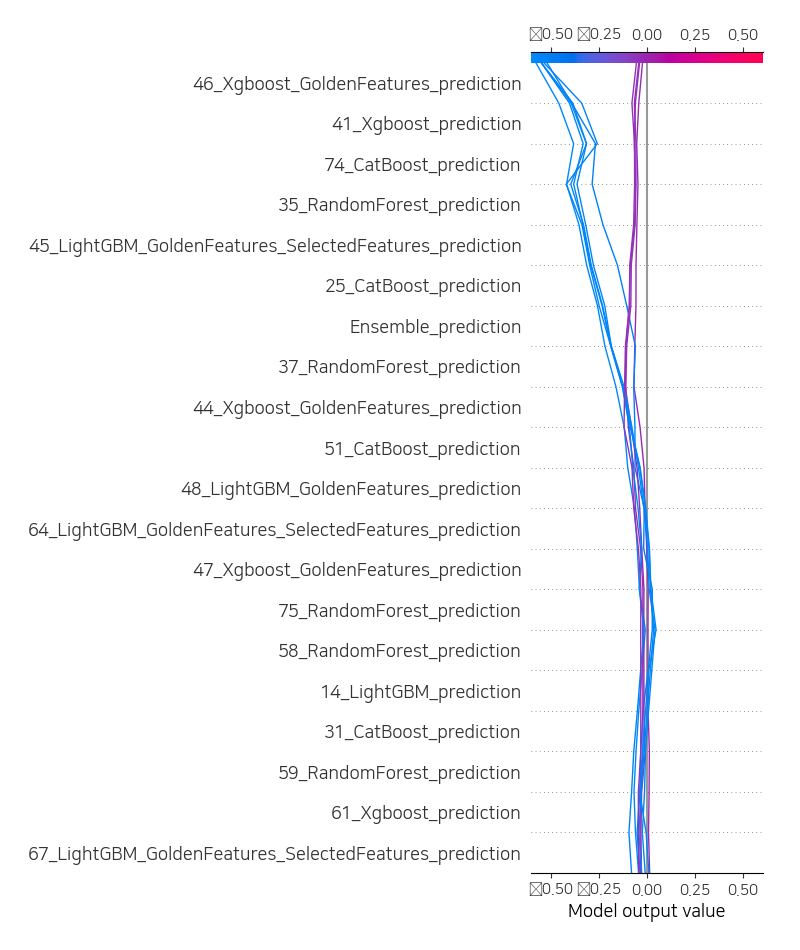 0.50 0.25 0.00 0.25 0.50
46_Xgboost_GoldenFeatures_prediction
41_Xgboost_prediction
74_CatBoost_prediction
35_RandomForest_prediction
45_LightGBM_GoldenFeatures_SelectedFeatures_prediction
25_CatBoost_prediction
Ensemble_prediction
37_RandomForest_prediction
44_Xgboost_GoldenFeatures_prediction
51_CatBoost_prediction
48_LightGBM_GoldenFeatures_prediction
64_LightGBM_GoldenFeatures_SelectedFeatures_prediction
47_Xgboost_GoldenFeatures_prediction
75_RandomForest_prediction
58_RandomForest_prediction
14_LightGBM_prediction
31_CatBoost_prediction
59_RandomForest_prediction
61_Xgboost_prediction
67_LightGBM_GoldenFeatures_SelectedFeatures_prediction
0.50 0.25 0.00 0.25 0.50
Model output value